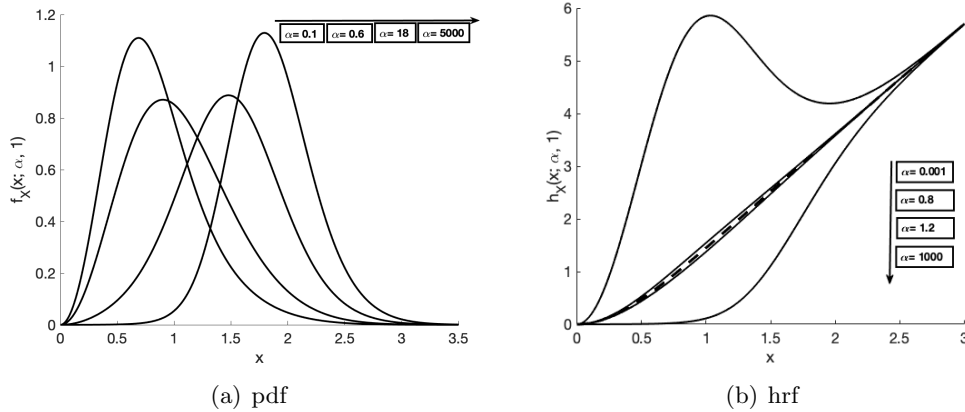 1.2
1
0.8
0.6
0.4
0.2
0
0 0.5 1 1.5 2 2.5 3 3.5
x
f_X(x; α, 1)
α= 0.1 α= 0.6 α= 18 α= 5000
(a) pdf
6
5
4
3
2
1
0
0 0.5 1 1.5 2 2.5 3
x
h_X(x; α, 1)
α= 0.001
α= 0.8
α= 1.2
α= 1000
(b) hrf